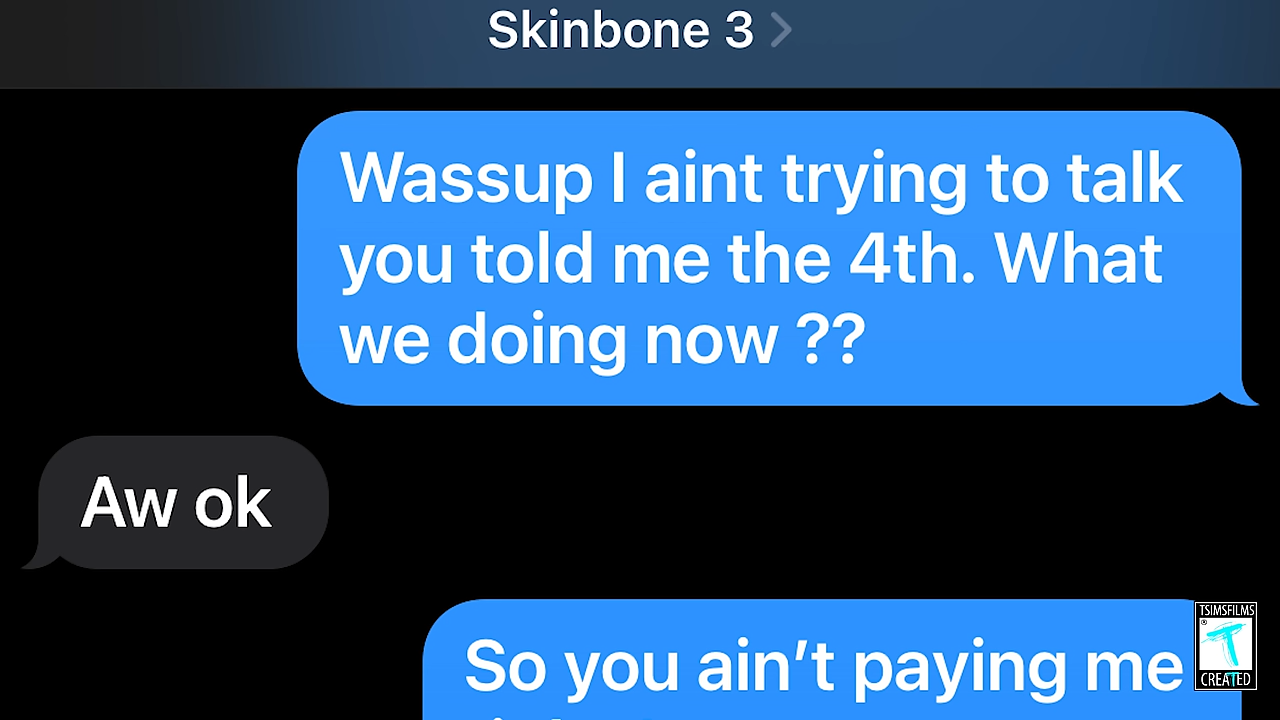 Skinbone 3
Wassup I aint trying to talk
you told me the 4th. What
we doing now ??
Aw ok
So you ain’t paying me
TSIMSFILMS
T
CREATED